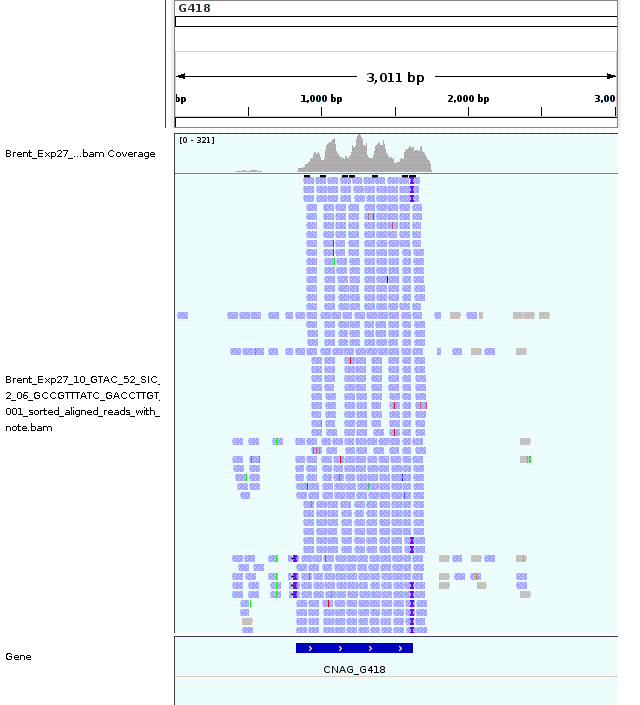 G418
3,011 bp
bp 1,000 bp 2,000 bp 3,00
[0 - 321]
Brent_Exp27_...bam Coverage
Brent_Exp27_10_GTAC_52_SIC_
2_06_GCCGTTTATC_GACCTTGT_
001_sorted_aligned_reads_with_
note.bam
Gene
CNAG_G418